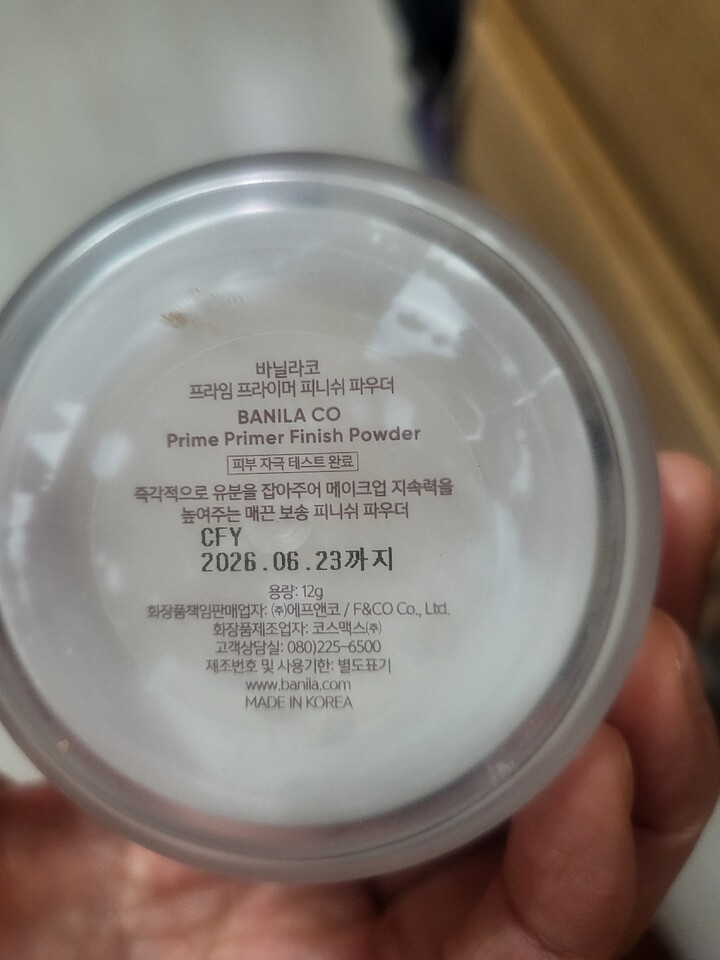 바닐라코
프라임 프라이머 피니쉬 파우더
BANILA CO
Prime Primer Finish Powder
피부 자극 테스트 완료
즉각적으로 유분을 잡아주어 메이크업 지속력을
높여주는 매끈 보송 피니쉬 파우더
CFY
2026.06.23까지
용량: 12g
화장품책임판매업자: ㈜에프앤코 / F&CO Co., Ltd.
화장품제조업자: 코스맥스㈜
고객상담실: 080)225-6500
제조번호 및 사용기한: 별도표기
www.banila.com
MADE IN KOREA